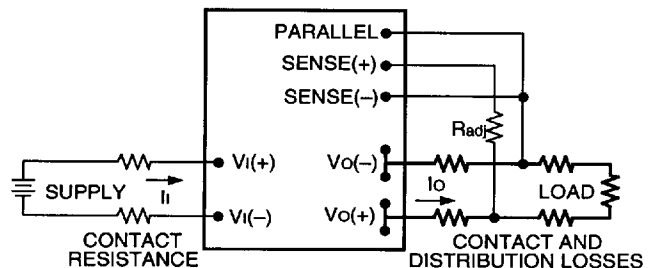 PARALLEL
SENSE(+)
SENSE(–)
Radj
VI(+)
VO(–)
SUPPLY
II
IO
LOAD
VI(–)
VO(+)
CONTACT
RESISTANCE
CONTACT AND
DISTRIBUTION LOSSES